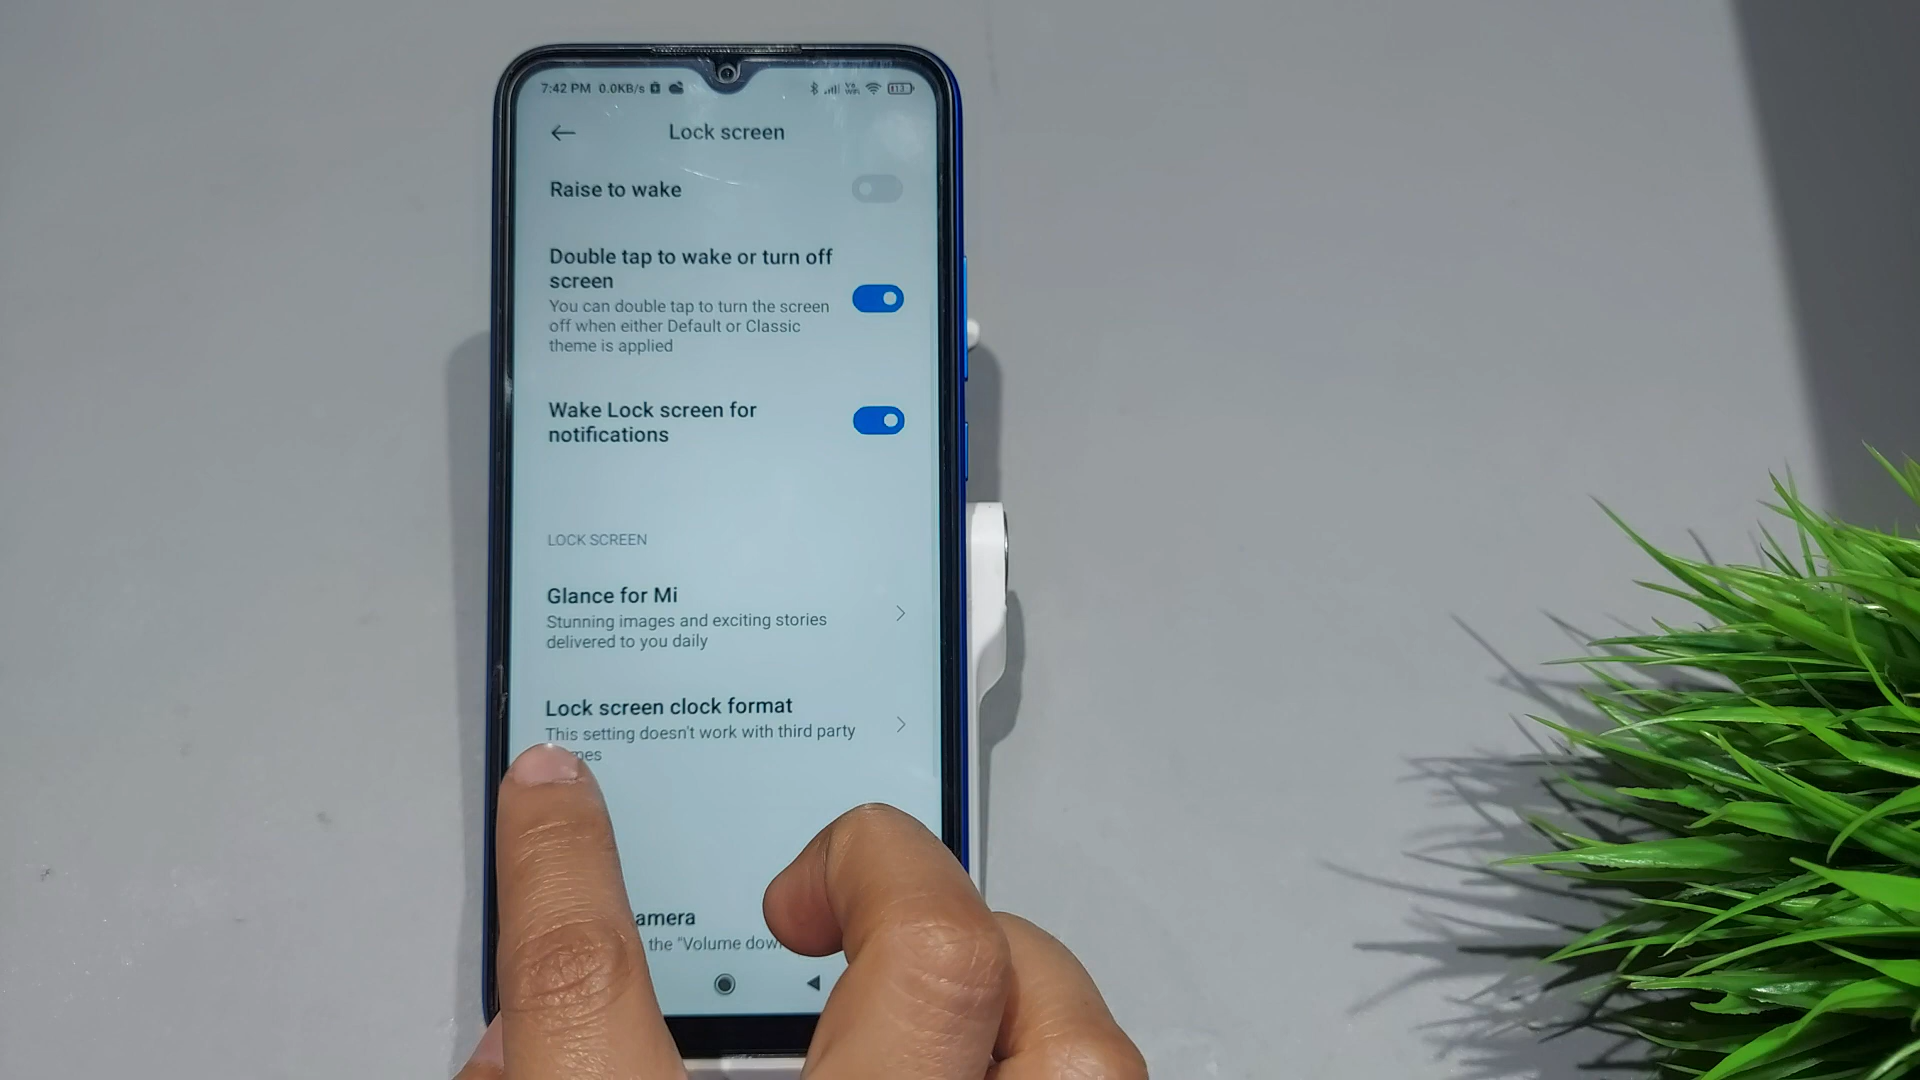 7:42 PM 0.0KB/s
Lock screen
Raise to wake
Double tap to wake or turn off
screen
You can double tap to turn the screen
off when either Default or Classic
theme is applied
Wake Lock screen for
notifications
LOCK SCREEN
Glance for Mi
Stunning images and exciting stories
delivered to you daily
Lock screen clock format
This setting doesn't work with third party
mes
amera
the "Volume down